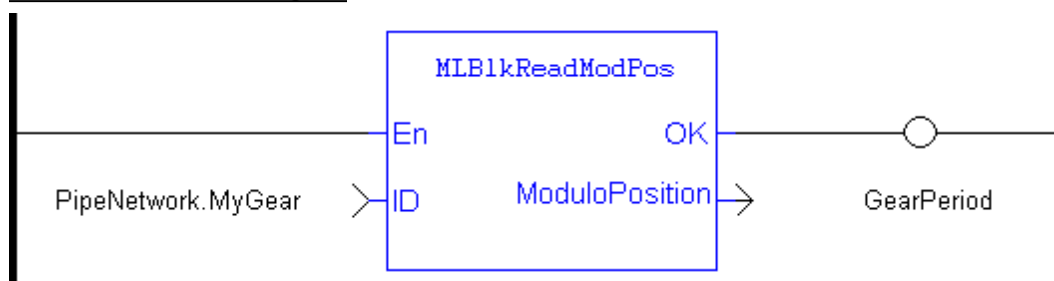 MLBlkReadModPos
En OK
PipeNetwork.MyGear ID ModuloPosition GearPeriod